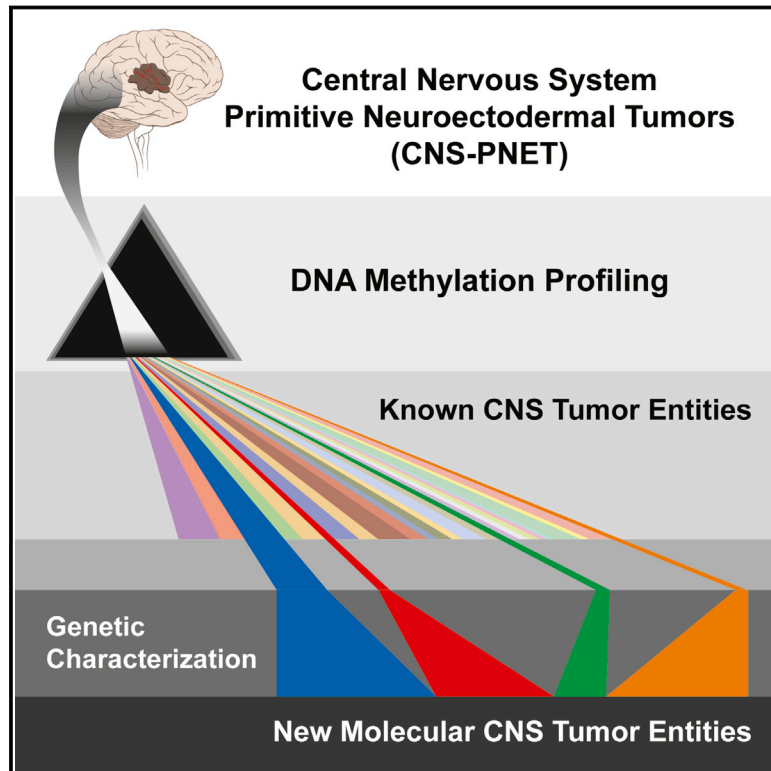 Central Nervous System
Primitive Neuroectodermal Tumors
(CNS-PNET)
DNA Methylation Profiling
Known CNS Tumor Entities
Genetic
Characterization
New Molecular CNS Tumor Entities